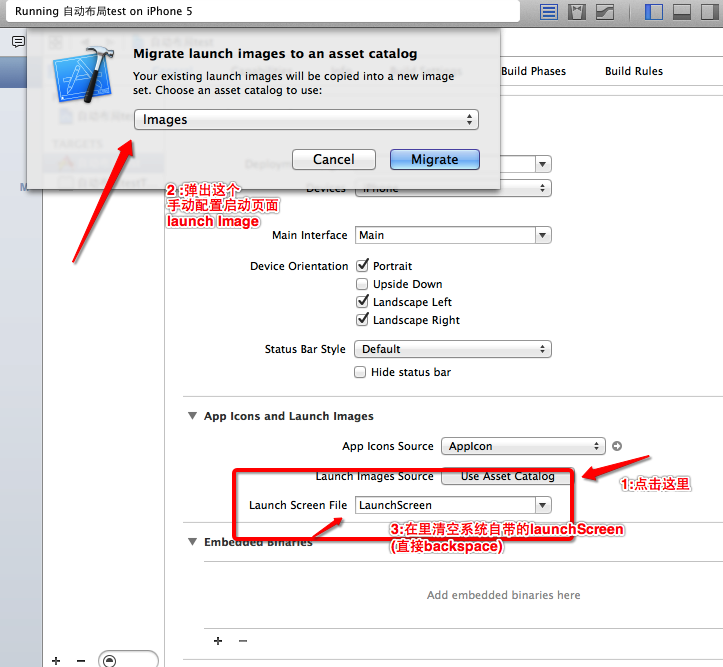 Running 自动布局test on iPhone 5
Migrate launch images to an asset catalog
Your existing launch images will be copied into a new image
set. Choose an asset catalog to use:
Images
Cancel
Migrate
Build Phases
Build Rules
2:弹出这个
手动配置启动页面
launch Image
Devices
iPhone
Main Interface
Main
Device Orientation
Portrait
Upside Down
Landscape Left
Landscape Right
Status Bar Style
Default
Hide status bar
App Icons and Launch Images
App Icons Source
AppIcon
Launch Images Source
Use Asset Catalog
1:点击这里
Launch Screen File
LaunchScreen
3:在里清空系统自带的launchScreen
(直接backspace)
Embedded Binaries
Add embedded binaries here